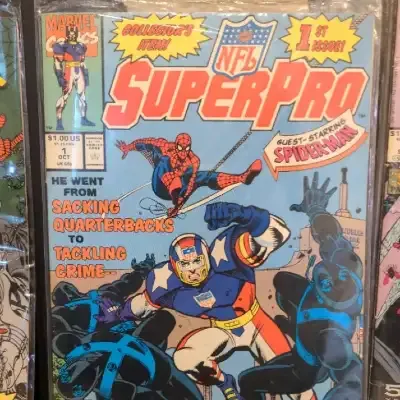 MARVEL
COMICS
COLLECTOR'S
ITEM!
NFL
1ST
ISSUE!
SUPERPRO
$1.00 US
1
OCT
GUEST-STARRING
SPIDER-MAN
HE WENT
FROM
SACKING
QUARTERBACKS
TO
TACKLING
CRIME--